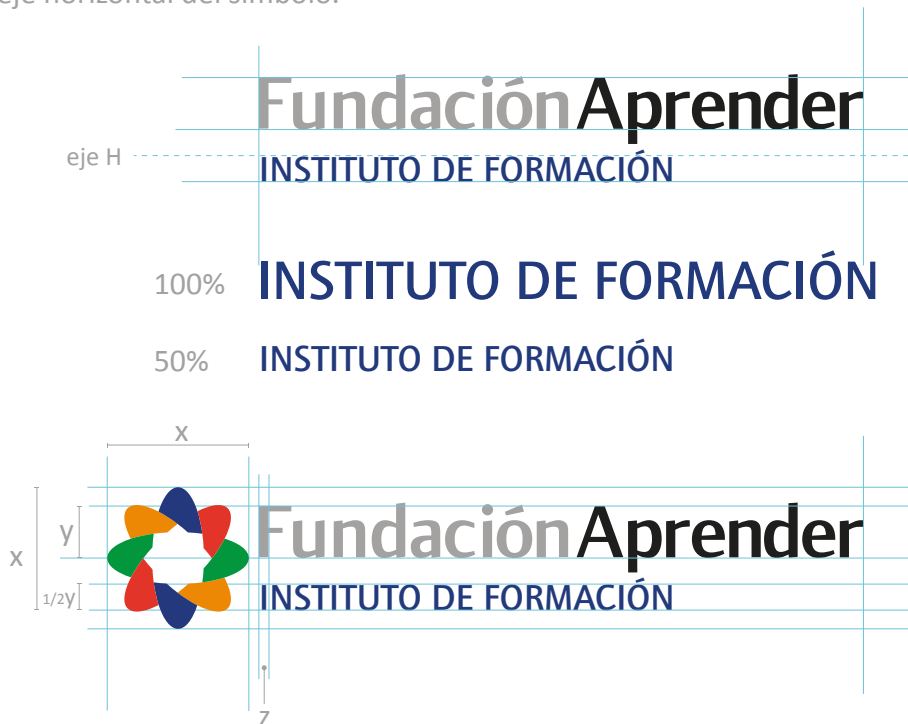 eje horizontal del símbolo.
Fundación Aprender
eje H
INSTITUTO DE FORMACIÓN
100% INSTITUTO DE FORMACIÓN
50% INSTITUTO DE FORMACIÓN
x
y
x
Fundación Aprender
1/2y
INSTITUTO DE FORMACIÓN
z